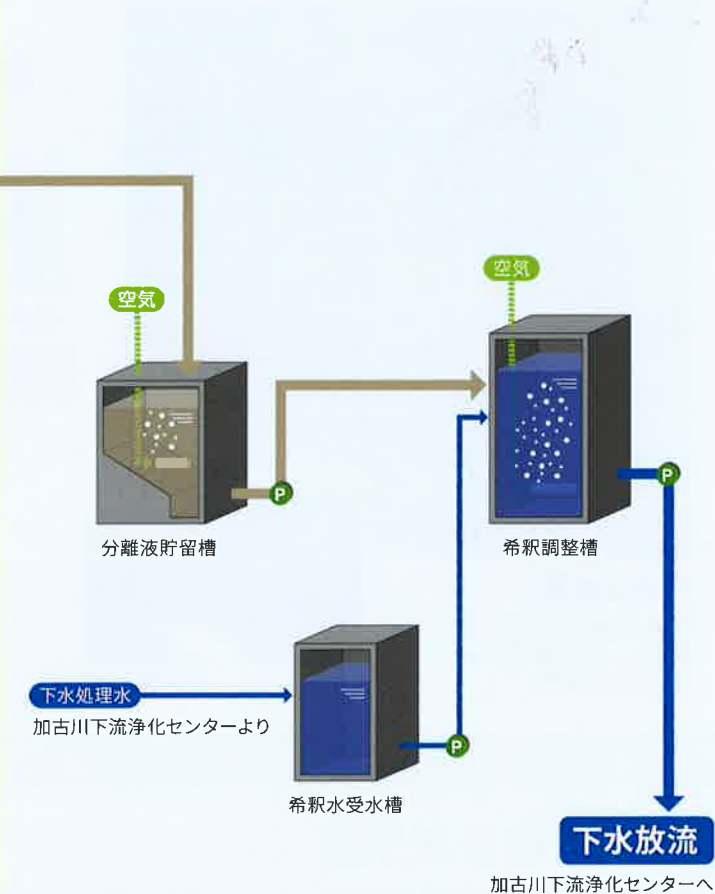 空気
空気
P
P
分離液貯留槽
希釈調整槽
下水処理水
加古川下流浄化センターより
P
希釈水受水槽
下水放流
加古川下流浄化センターへ